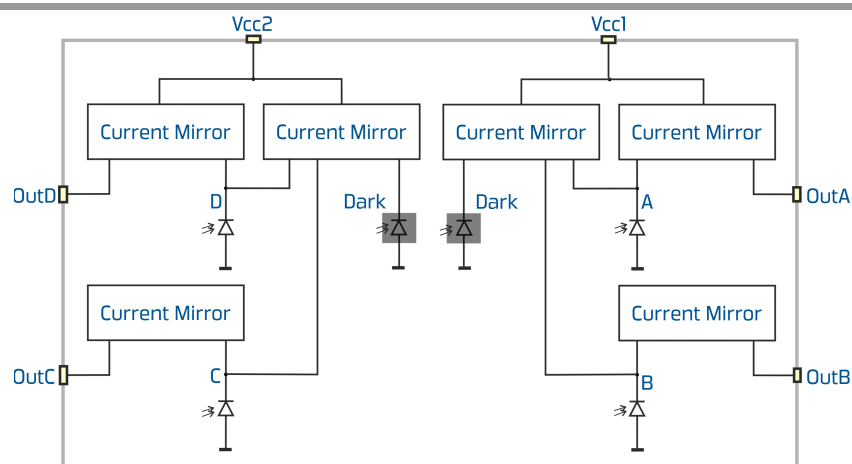 Vcc2 Vcc1
Current Mirror Current Mirror Current Mirror Current Mirror
OutD D Dark Dark A OutA
Current Mirror Current Mirror
OutC C B OutB